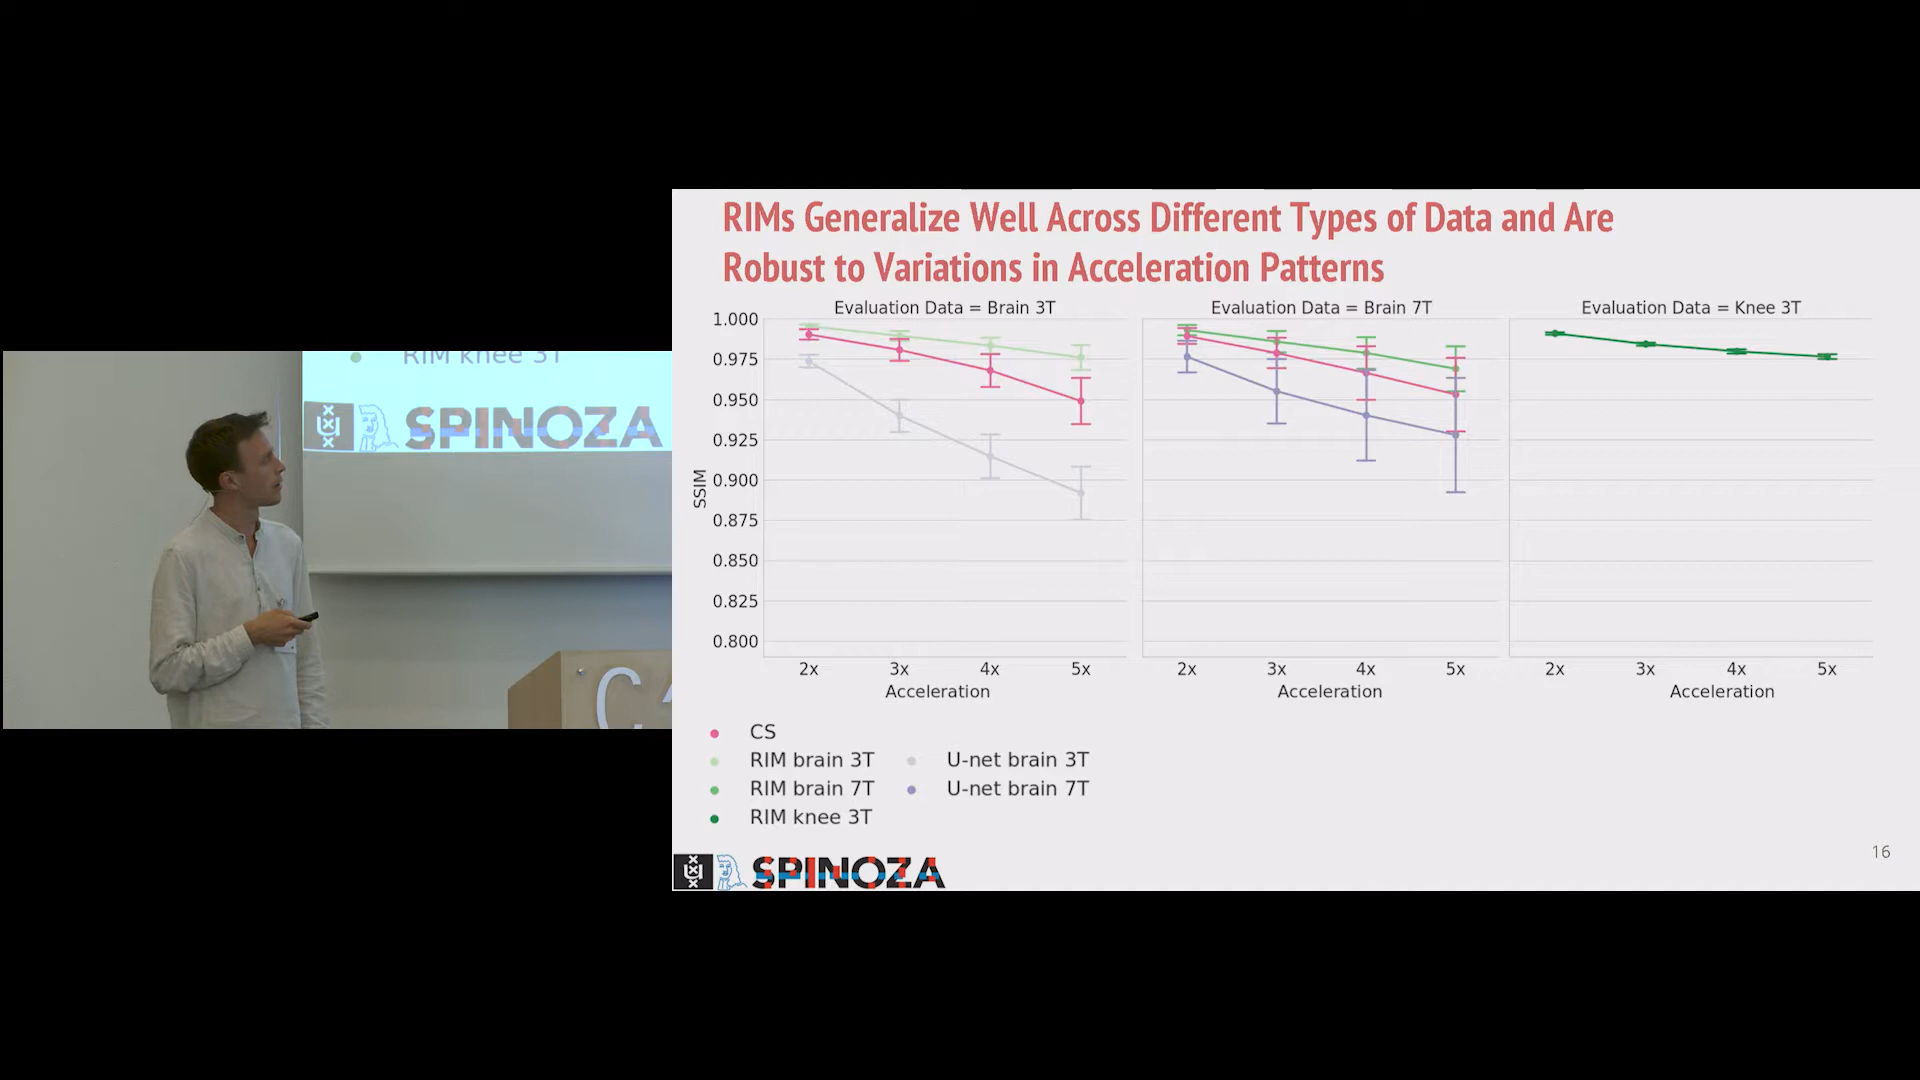 RIM knee 3T
SPINOZA
C
RIMs Generalize Well Across Different Types of Data and Are
Robust to Variations in Acceleration Patterns
Evaluation Data = Brain 3T
Evaluation Data = Brain 7T
Evaluation Data = Knee 3T
SSIM
1.000
0.975
0.950
0.925
0.900
0.875
0.850
0.825
0.800
2x 3x 4x 5x
2x 3x 4x 5x
2x 3x 4x 5x
Acceleration
Acceleration
Acceleration
CS
RIM brain 3T
RIM brain 7T
RIM knee 3T
U-net brain 3T
U-net brain 7T
SPINOZA
16